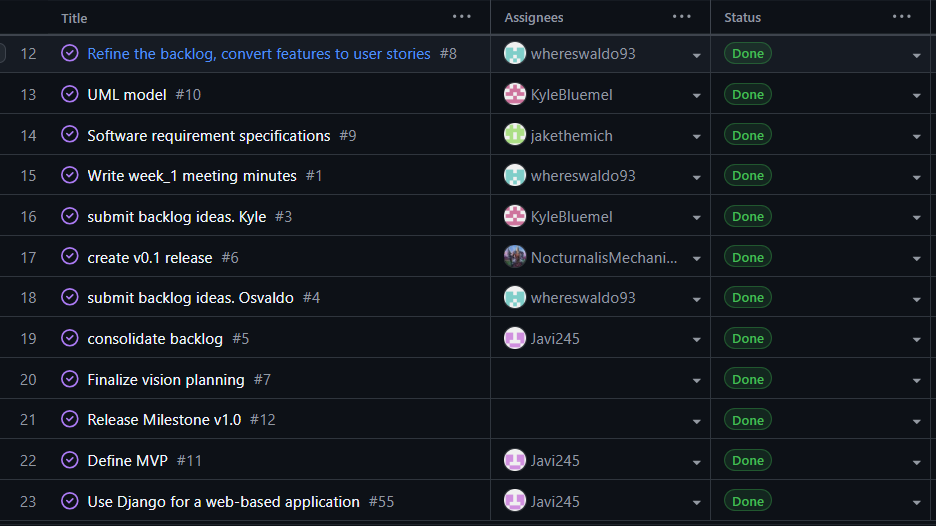 Title ... Assignees ... Status ...
12 Refine the backlog, convert features to user stories #8 whereswaldo93 Done
13 UML model #10 KyleBluemel Done
14 Software requirement specifications #9 jakethemich Done
15 Write week_1 meeting minutes #1 whereswaldo93 Done
16 submit backlog ideas. Kyle #3 KyleBluemel Done
17 create v0.1 release #6 NocturnalisMechani... Done
18 submit backlog ideas. Osvaldo #4 whereswaldo93 Done
19 consolidate backlog #5 Javi245 Done
20 Finalize vision planning #7 Done
21 Release Milestone v1.0 #12 Done
22 Define MVP #11 Javi245 Done
23 Use Django for a web-based application #55 Javi245 Done